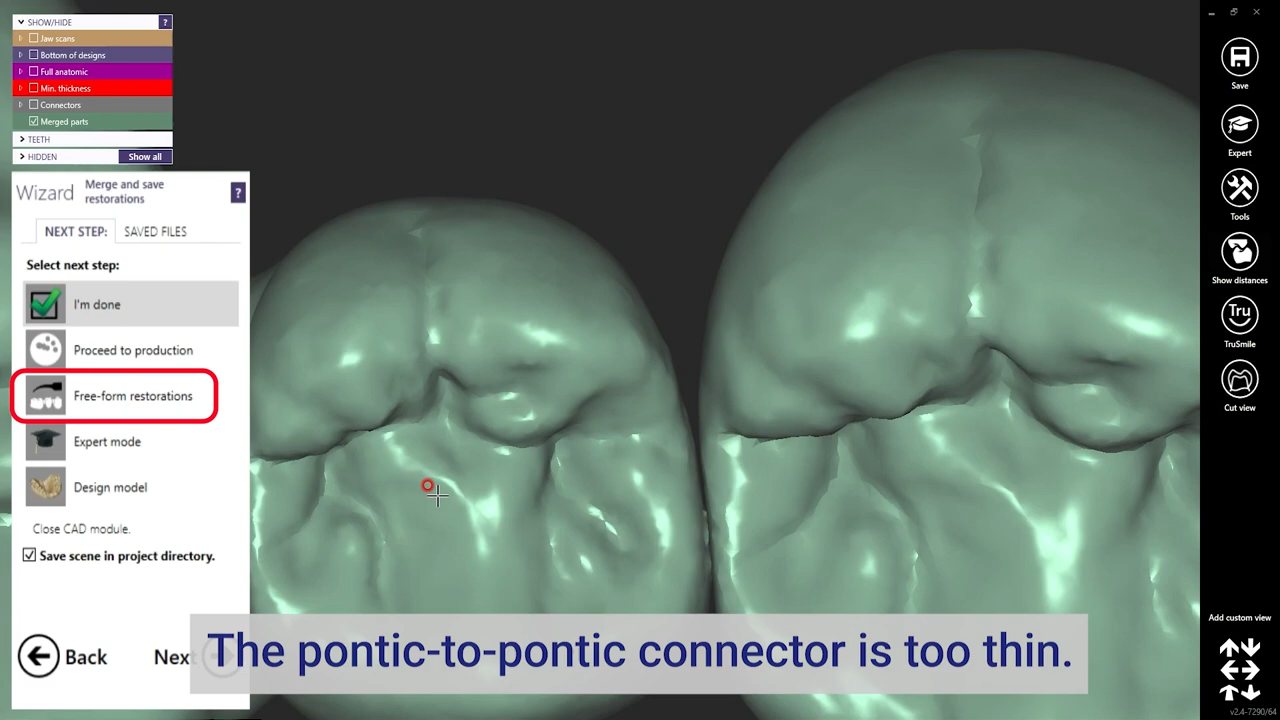 SHOW/HIDE
?
Jaw scans
Bottom of designs
Full anatomic
Min. thickness
Connectors
Merged parts
TEETH
HIDDEN
Show all
Wizard
Merge and save
restorations
?
NEXT STEP:
SAVED FILES
Select next step:
I'm done
Proceed to production
Free-form restorations
Expert mode
Design model
Close CAD module.
Save scene in project directory.
Back
Next
The pontic-to-pontic connector is too thin.
Save
Expert
Tools
Show distances
Tru
TruSmile
Cut view
Add custom view
v2.4-7290/64